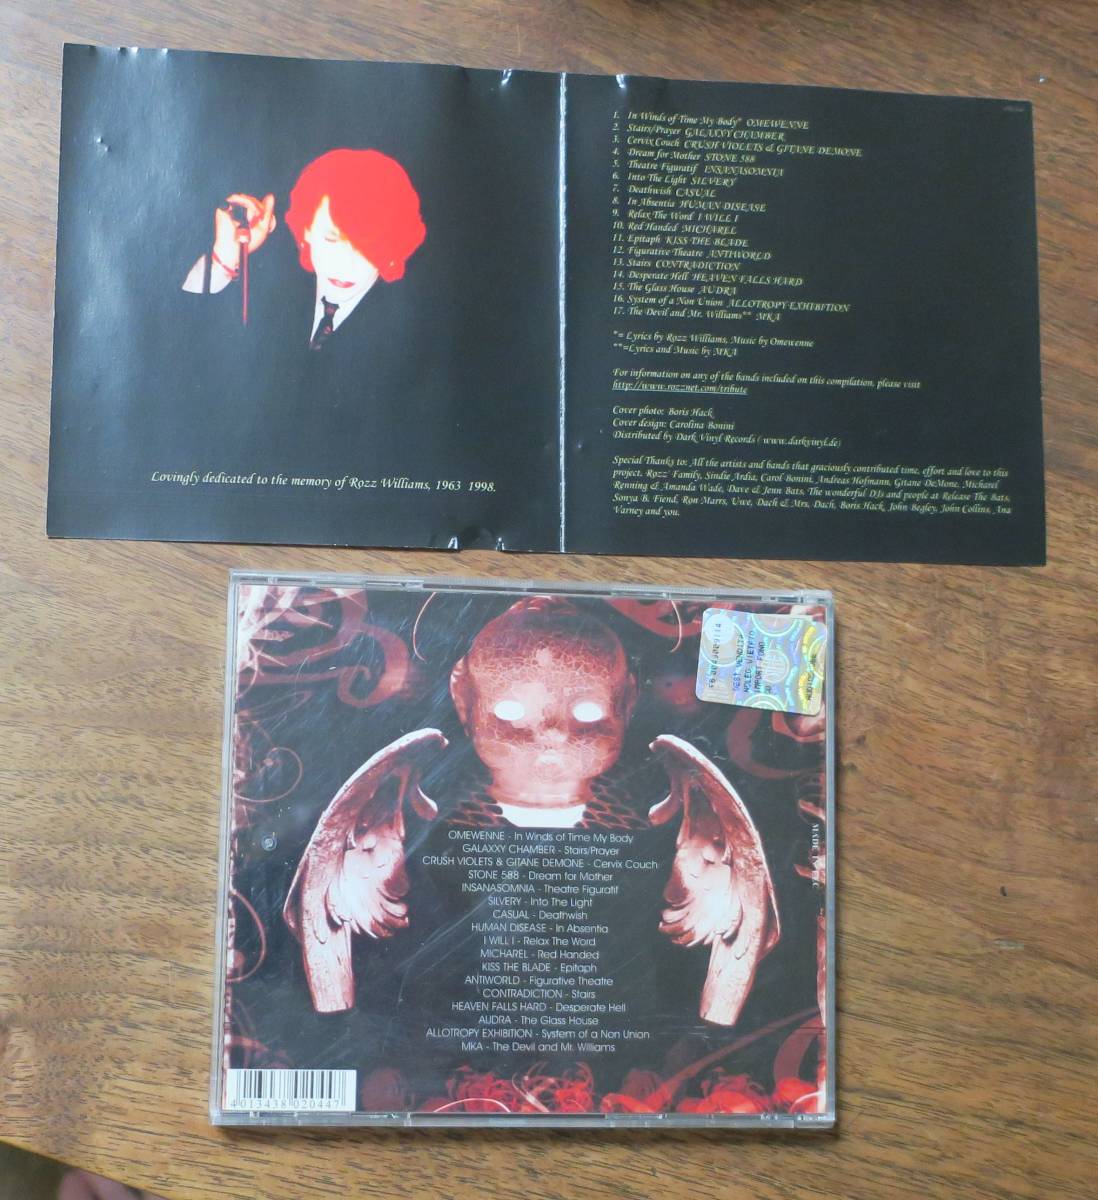 Lovingly dedicated to the memory of Rozz Williams, 1963 1998.
1. In Winds of Time My Body* OMEWENNE
2. Stairs/Prayer GALAXXY CHAMBER
3. Cervix Couch CRUSH VIOLETS & GITANE DEMONE
4. Dream for Mother STONE 588
5. Theatre Figuratif INSANASOMNIA
6. Into The Light SILVERY
7. Deathwish CASUAL
8. In Absentia HUMAN DISEASE
9. Relax The Word I WILL I
10. Red Handed MICHAREL
11. Epitaph KISS THE BLADE
12. Figurative Theatre ANTIWORLD
13. Stairs CONTRADICTION
14. Desperate Hell HEAVEN FALLS HARD
15. The Glass House AUDRA
16. System of a Non Union ALLOTROPY EXHIBITION
17. The Devil and Mr. Williams** MKA
*= Lyrics by Rozz Williams, Music by Omewenne
**=Lyrics and Music by MKA
For information on any of the bands included on this compilation, please visit
http://www.rozznet.com/tribute
Cover photo: Boris Hack
Cover design: Carolina Bonini
Distributed by Dark Vinyl Records ( www.darkvinyl.de)
Special Thanks to: All the artists and bands that graciously contributed time, effort and love to this
project, Rozz' Family, Sindie Ardia, Carol Bonini, Andreas Hofmann, Gitane DeMone, Micharel
Renning & Amanda Wade, Dave & Jenn Bats, The wonderful DJs and people at Release The Bats,
Sonya B. Fiend, Ron Marrs, Uwe, Dach & Mrs. Dach, Boris Hack, John Begley, John Collins, Ana
Varney and you.
DEST VENDITA
NOLEG VIETATO
IMPORT FONO
MADE IN E.C.
OMEWENNE - In Winds of Time My Body
GALAXXY CHAMBER - Stairs/Prayer
CRUSH VIOLETS & GITANE DEMONE - Cervix Couch
STONE 588 - Dream for Mother
INSANASOMNIA - Theatre Figuratif
SILVERY - Into The Light
CASUAL - Deathwish
HUMAN DISEASE - In Absentia
I WILL I - Relax The Word
MICHAREL - Red Handed
KISS THE BLADE - Epitaph
ANTIWORLD - Figurative Theatre
CONTRADICTION - Stairs
HEAVEN FALLS HARD - Desperate Hell
AUDRA - The Glass House
ALLOTROPY EXHIBITION - System of a Non Union
MKA - The Devil and Mr. Williams
4 013438 020447